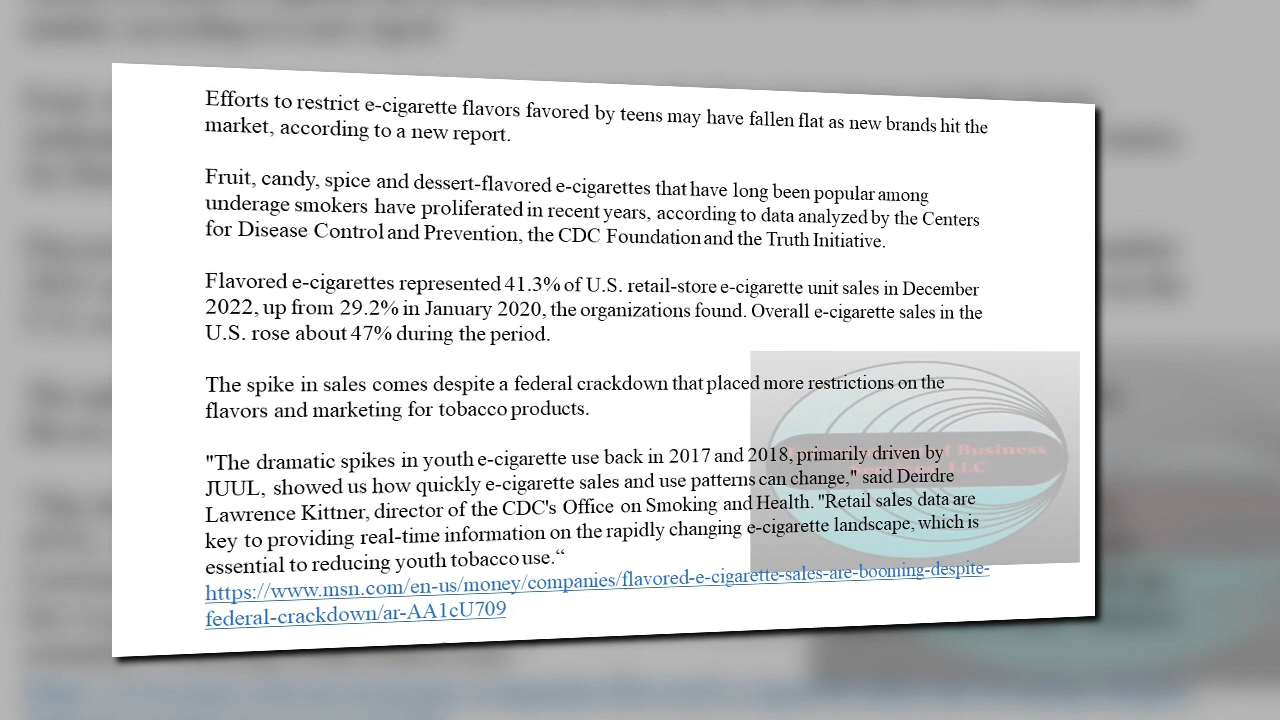 Efforts to restrict e-cigarette flavors favored by teens may have fallen flat as new brands hit the
market, according to a new report.
Fruit, candy, spice and dessert-flavored e-cigarettes that have long been popular among
underage smokers have proliferated in recent years, according to data analyzed by the Centers
for Disease Control and Prevention, the CDC Foundation and the Truth Initiative.
Flavored e-cigarettes represented 41.3% of U.S. retail-store e-cigarette unit sales in December
2022, up from 29.2% in January 2020, the organizations found. Overall e-cigarette sales in the
U.S. rose about 47% during the period.
The spike in sales comes despite a federal crackdown that placed more restrictions on the
flavors and marketing for tobacco products.
"The dramatic spikes in youth e-cigarette use back in 2017 and 2018, primarily driven by
JUUL, showed us how quickly e-cigarette sales and use patterns can change," said Deirdre
Lawrence Kittner, director of the CDC's Office on Smoking and Health. "Retail sales data are
key to providing real-time information on the rapidly changing e-cigarette landscape, which is
essential to reducing youth tobacco use.“
https://www.msn.com/en-us/money/companies/flavored-e-cigarette-sales-are-booming-despite-
federal-crackdown/ar-AA1cU709
Business
LLC